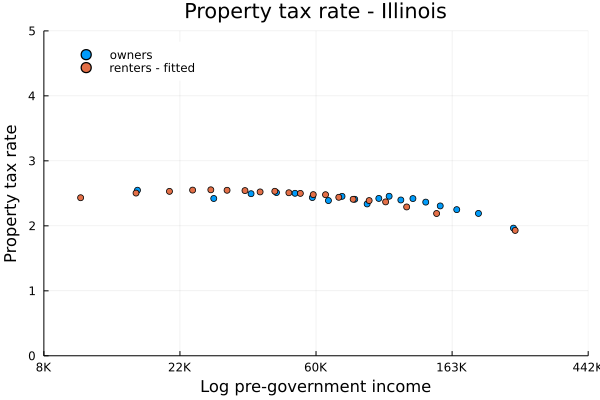 Property tax rate - Illinois
5
owners
renters - fitted
4
3
2
1
0
Property tax rate
8K
22K
60K
163K
442K
Log pre-government income